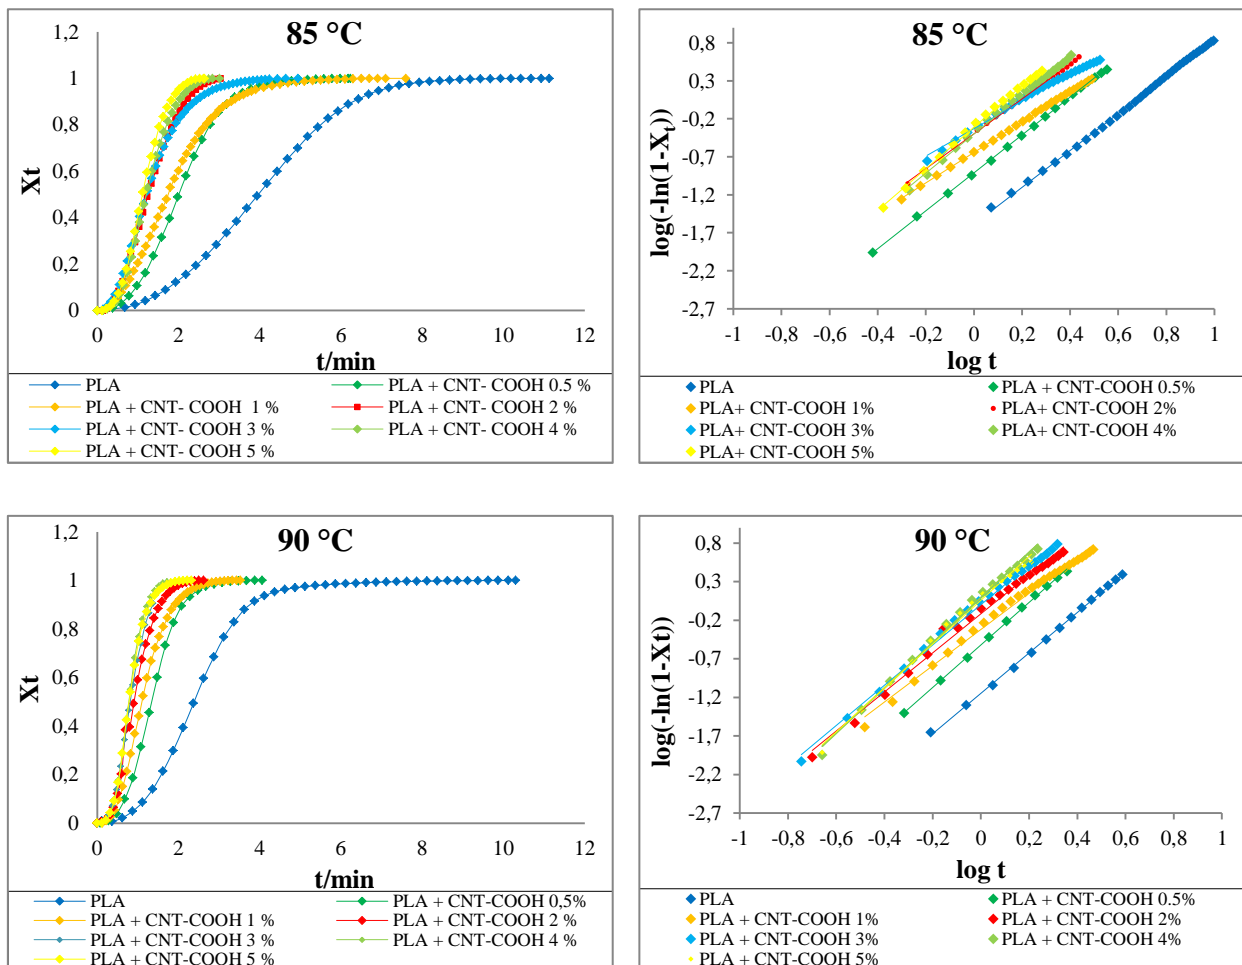 85 °C
1,2
1
0,8
0,6
0,4
0,2
0
Xt
0 2 4 6 8 10 12
t/min
PLA
PLA + CNT- COOH 0.5 %
PLA + CNT- COOH 1 %
PLA + CNT- COOH 2 %
PLA + CNT- COOH 3 %
PLA + CNT- COOH 4 %
PLA + CNT- COOH 5 %
85 °C
0,8
0,3
-0,2
-0,7
-1,2
-1,7
-2,2
-2,7
log(-ln(1-Xt))
-1 -0,8 -0,6 -0,4 -0,2 0 0,2 0,4 0,6 0,8 1
log t
PLA
PLA + CNT-COOH 0.5%
PLA+ CNT-COOH 1%
PLA+ CNT-COOH 2%
PLA+ CNT-COOH 3%
PLA+ CNT-COOH 4%
PLA+ CNT-COOH 5%
90 °C
1,2
1
0,8
0,6
0,4
0,2
0
Xt
0 2 4 6 8 10 12
t/min
PLA
PLA + CNT-COOH 0,5%
PLA + CNT-COOH 1 %
PLA + CNT-COOH 2 %
PLA + CNT-COOH 3 %
PLA + CNT-COOH 4 %
PLA + CNT-COOH 5 %
90 °C
0,8
0,3
-0,2
-0,7
-1,2
-1,7
-2,2
-2,7
log(-ln(1-Xt))
-1 -0,8 -0,6 -0,4 -0,2 0 0,2 0,4 0,6 0,8 1
log t
PLA
PLA + CNT-COOH 0.5%
PLA + CNT-COOH 1%
PLA + CNT-COOH 2%
PLA + CNT-COOH 3%
PLA + CNT-COOH 4%
PLA + CNT-COOH 5%